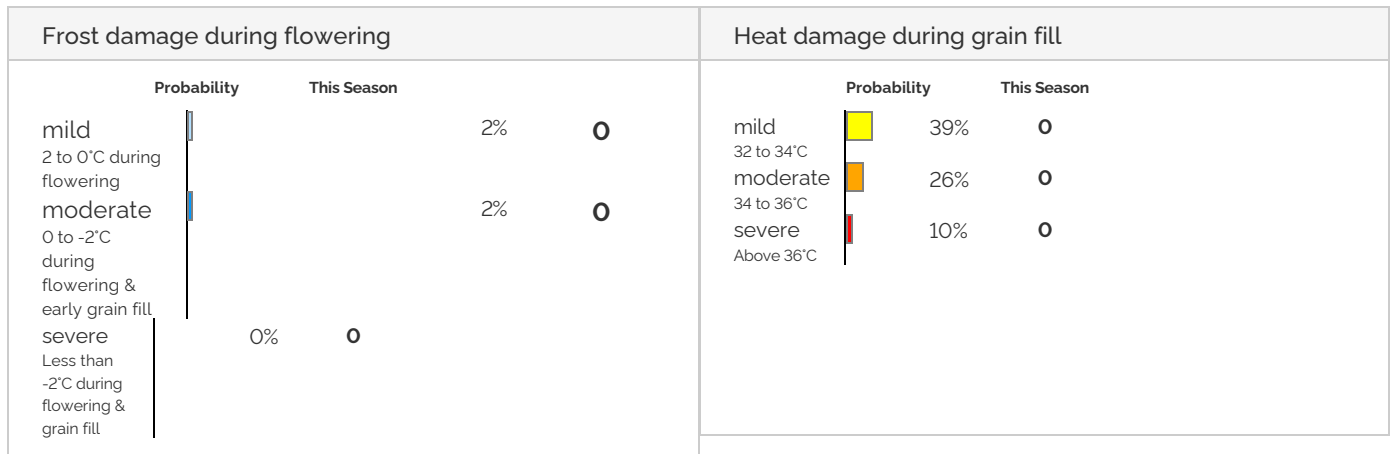 Frost damage during flowering
Probability This Season
mild 2% 0
2 to 0°C during
flowering
moderate 2% 0
0 to -2°C
during
flowering &
early grain fill
severe 0% 0
Less than
-2°C during
flowering &
grain fill
Heat damage during grain fill
Probability This Season
mild 39% 0
32 to 34°C
moderate 26% 0
34 to 36°C
severe 10% 0
Above 36°C